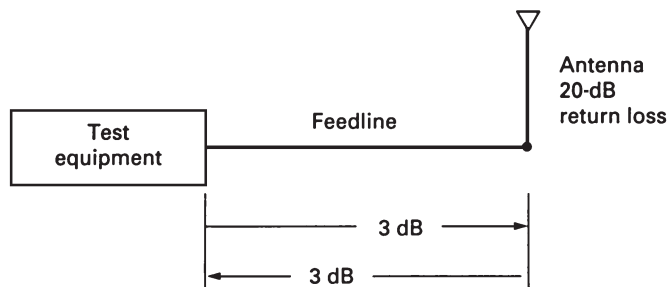 Antenna
20-dB
return loss
Feedline
Test
equipment
3 dB
3 dB